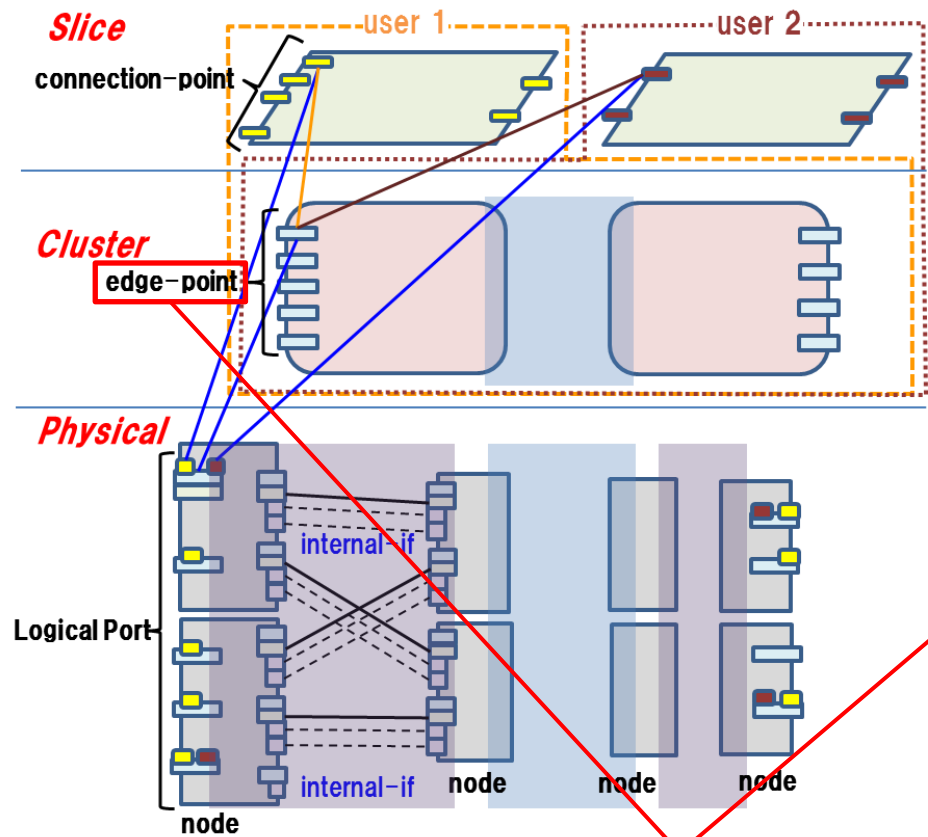 Slice
user 1
user 2
connection-point
Cluster
edge-point
Physical
internal-if
Logical Port
internal-if
node
node
node
node